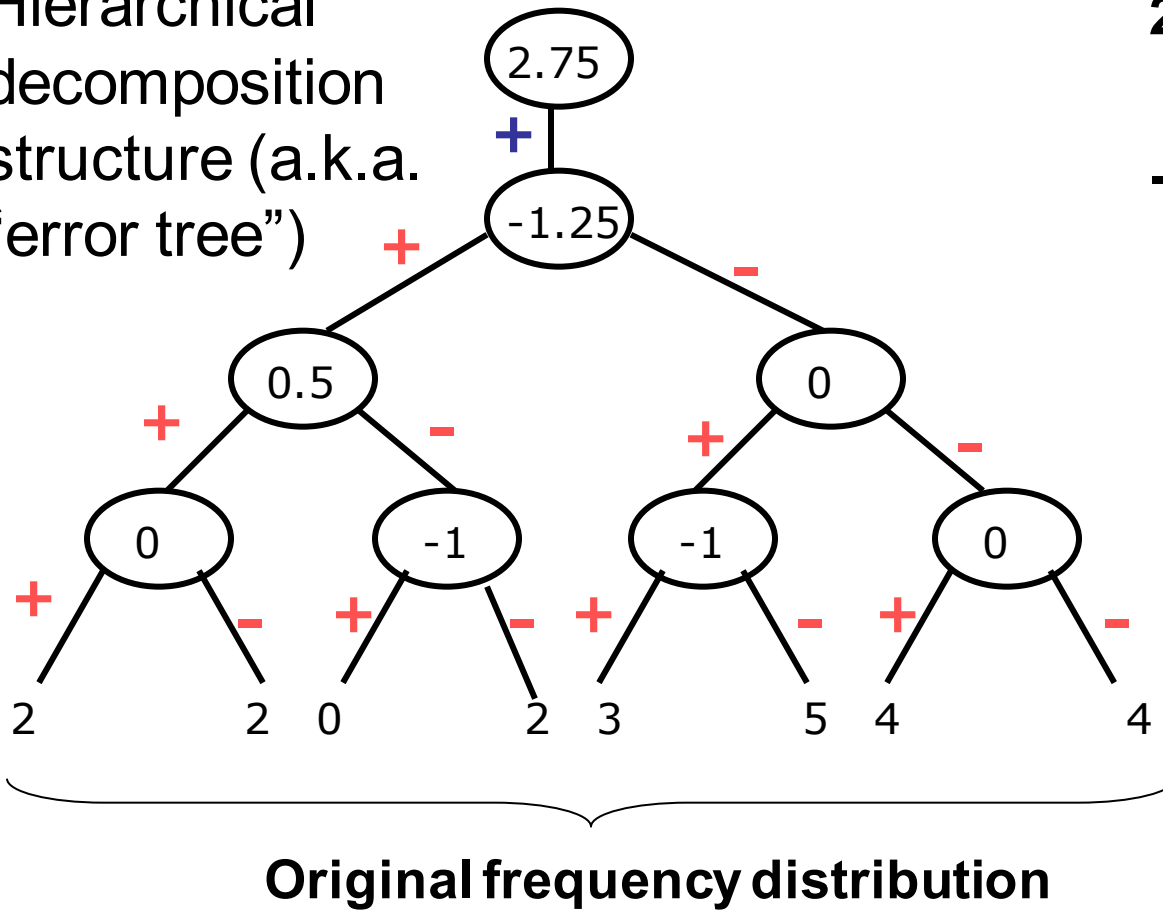 Hierarchical
decomposition
structure (a.k.a.
“error tree”)
2.75
+
-1.25
+ -
0.5 0
+ - + -
0 -1 -1 0
+ - + - + - + -
2 2 0 2 3 5 4 4
Original frequency distribution